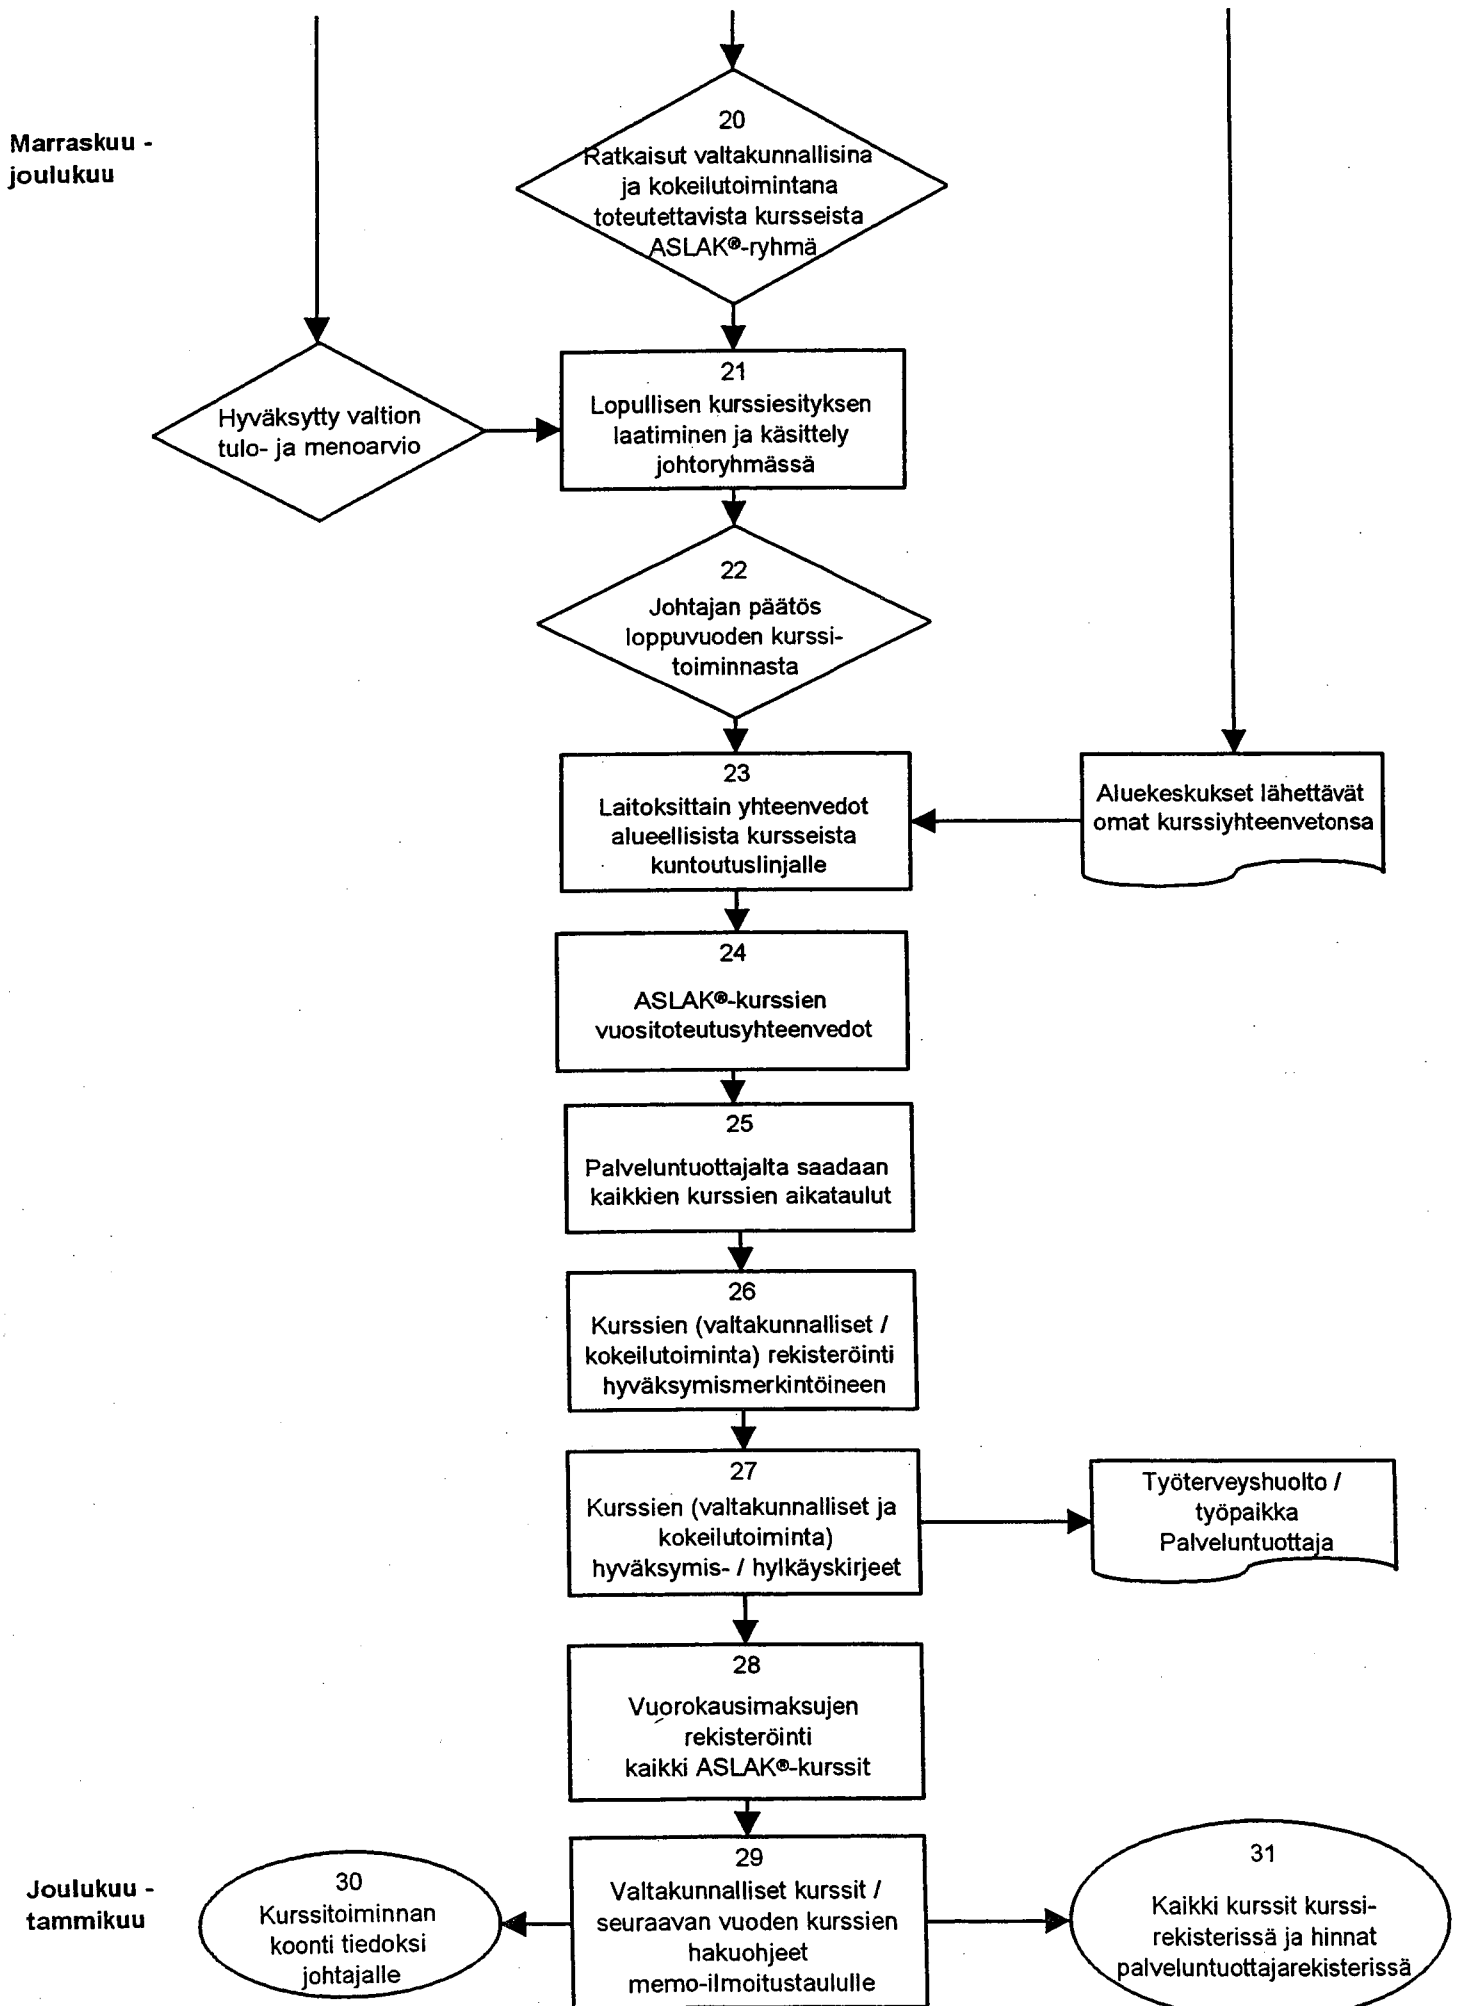 Marraskuu -
joulukuu
20
Ratkaisut valtakunnallisina
ja kokeilutoimintana
toteutettavista kursseista
ASLAK®-ryhmä
Hyväksytty valtion
tulo- ja menoarvio
21
Lopullisen kurssiesityksen
laatiminen ja käsittely
johtoryhmässä
22
Johtajan päätös
loppuvuoden kurssi-
toiminnasta
23
Laitoksittain yhteenvedot
alueellisista kursseista
kuntoutuslinjalle
Aluekeskukset lähettävät
omat kurssiyhteenvetonsa
24
ASLAK®-kurssien
vuositoteutusyhteenvedot
25
Palveluntuottajalta saadaan
kaikkien kurssien aikataulut
26
Kurssien (valtakunnalliset /
kokeilutoiminta) rekisteröinti
hyväksymismerkintöineen
27
Kurssien (valtakunnalliset ja
kokeilutoiminta)
hyväksymis- / hylkäyskirjeet
Työterveyshuolto /
työpaikka
Palveluntuottaja
28
Vuorokausimaksujen
rekisteröinti
kaikki ASLAK®-kurssit
Joulukuu -
tammikuu
30
Kurssitoiminnan
koonti tiedoksi
johtajalle
29
Valtakunnalliset kurssit /
seuraavan vuoden kurssien
hakuohjeet
memo-ilmoitustaululle
31
Kaikki kurssit kurssi-
rekisterissä ja hinnat
palveluntuottajarekisterissä